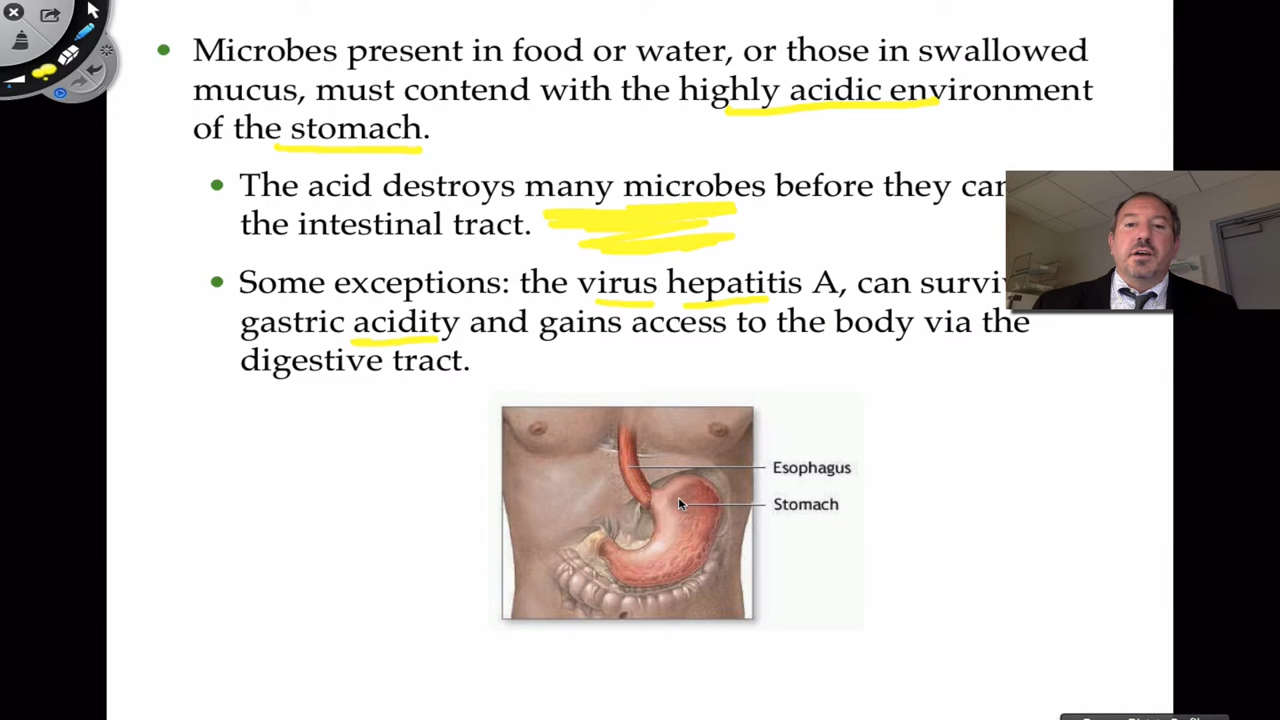 Microbes present in food or water, or those in swallowed
mucus, must contend with the highly acidic environment
of the stomach.
The acid destroys many microbes before they can
the intestinal tract.
Some exceptions: the virus hepatitis A, can surviv
gastric acidity and gains access to the body via the
digestive tract.
Esophagus
Stomach